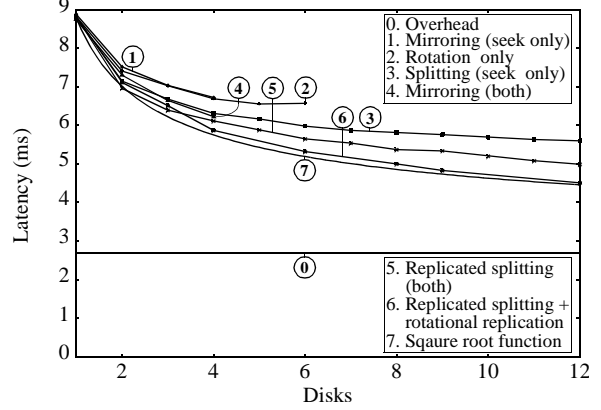 9
8
7
6
5
4
3
2
1
0
Latency (ms)
2
4
6
8
10
12
Disks
0. Overhead
1. Mirroring (seek only)
2. Rotation only
3. Splitting (seek only)
4. Mirroring (both)
5. Replicated splitting
(both)
6. Replicated splitting +
rotational replication
7. Sqaure root function
1
4
5
2
6
3
7
0